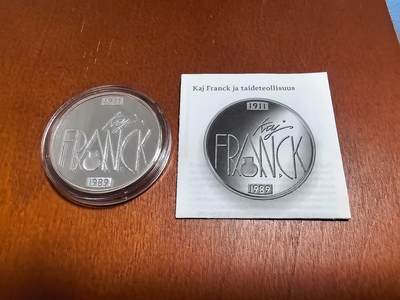 1911
Kaj
FRANCK
1989
Kaj Franck ja taideteollisuus
1911
Kaj
FRANCK
1989